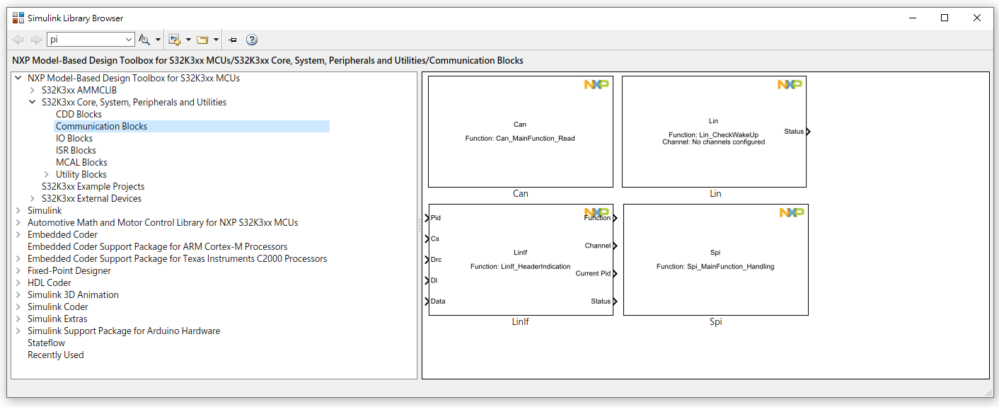 Simulink Library Browser
pi
NXP Model-Based Design Toolbox for S32K3xx MCUs/S32K3xx Core, System, Peripherals and Utilities/Communication Blocks
NXP Model-Based Design Toolbox for S32K3xx MCUs
S32K3xx AMMCLIB
S32K3xx Core, System, Peripherals and Utilities
CDD Blocks
Communication Blocks
IO Blocks
ISR Blocks
MCAL Blocks
Utility Blocks
S32K3xx Example Projects
S32K3xx External Devices
Simulink
Automotive Math and Motor Control Library for NXP S32K3xx MCUs
Embedded Coder
Embedded Coder Support Package for ARM Cortex-M Processors
Embedded Coder Support Package for Texas Instruments C2000 Processors
Fixed-Point Designer
HDL Coder
Simulink 3D Animation
Simulink Coder
Simulink Extras
Simulink Support Package for Arduino Hardware
Stateflow
Recently Used
NXP
Can
Function: Can_MainFunction_Read
Can
NXP
Lin
Function: Lin_CheckWakeUp
Channel: No channels configured
Status
Lin
NXP
Pid
Cs
Drc
Dl
Data
LinIf
Function: LinIf_HeaderIndication
Function
Channel
Current Pid
Status
LinIf
NXP
Spi
Function: Spi_MainFunction_Handling
Spi